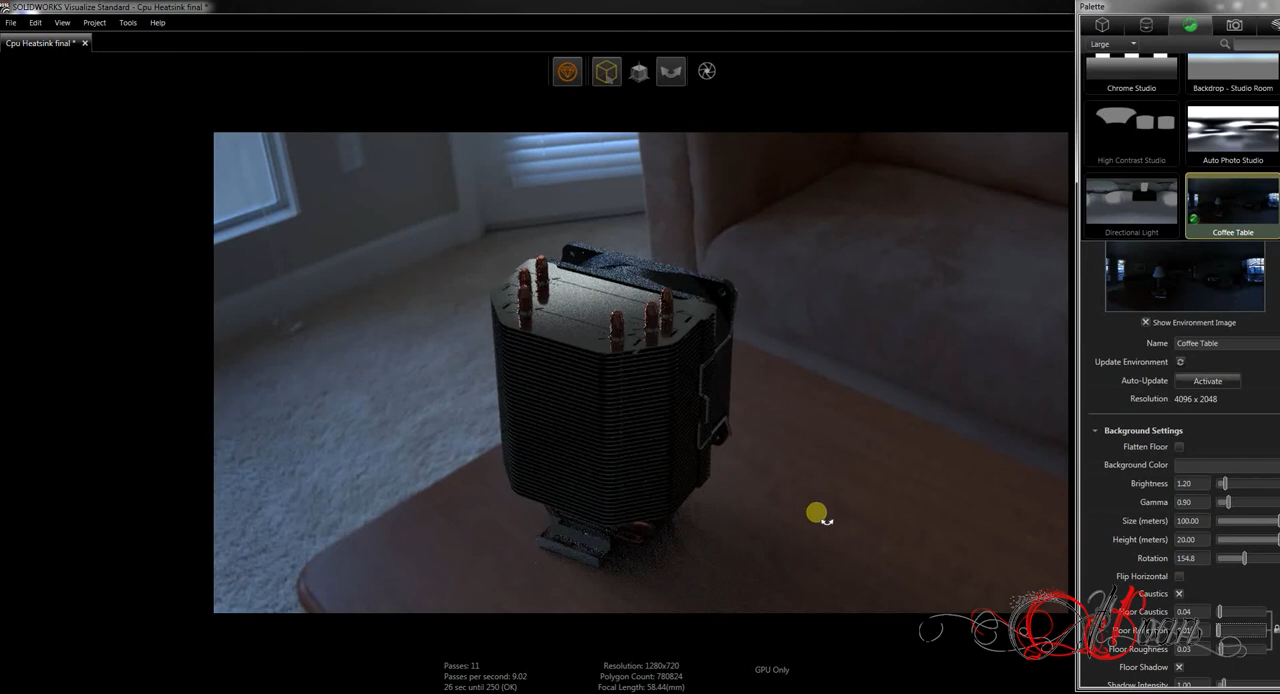 SOLIDWORKS Visualize Standard - Cpu Heatsink final *
File Edit View Project Tools Help
Cpu Heatsink final *
Palette
Large
Chrome Studio
Backdrop - Studio Room
High Contrast Studio
Auto Photo Studio
Directional Light
Coffee Table
Show Environment Image
Name Coffee Table
Update Environment
Auto-Update Activate
Resolution 4096 x 2048
Background Settings
Flatten Floor
Background Color
Brightness 1.20
Gamma 0.90
Size (meters) 100.00
Height (meters) 20.00
Rotation 154.8
Flip Horizontal
Caustics
Floor Caustics 0.04
Floor Roughness 0.03
Floor Shadow
Shadow Intensity 1.00
Passes: 11
Passes per second: 9.02
26 sec until 250 (OK)
Resolution: 1280x720
Polygon Count: 780824
Focal Length: 58.44(mm)
GPU Only